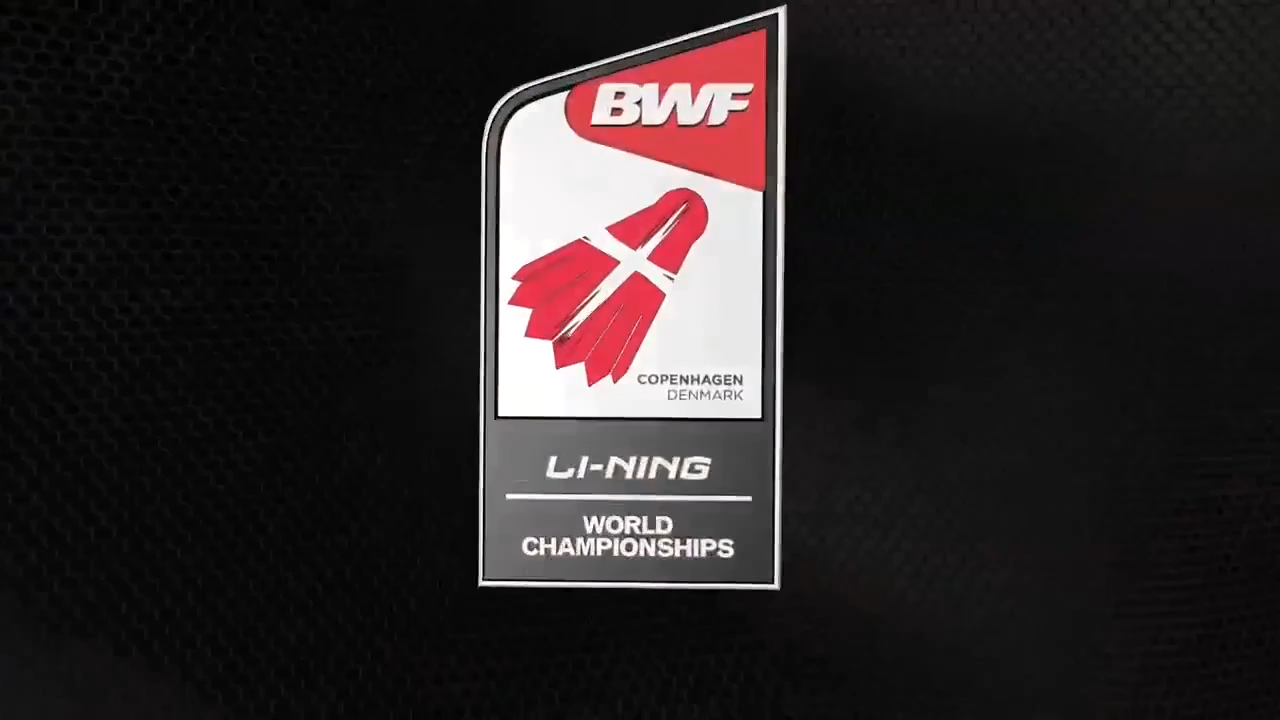 BWF
COPENHAGEN
DENMARK
LI-NING
WORLD
CHAMPIONSHIPS